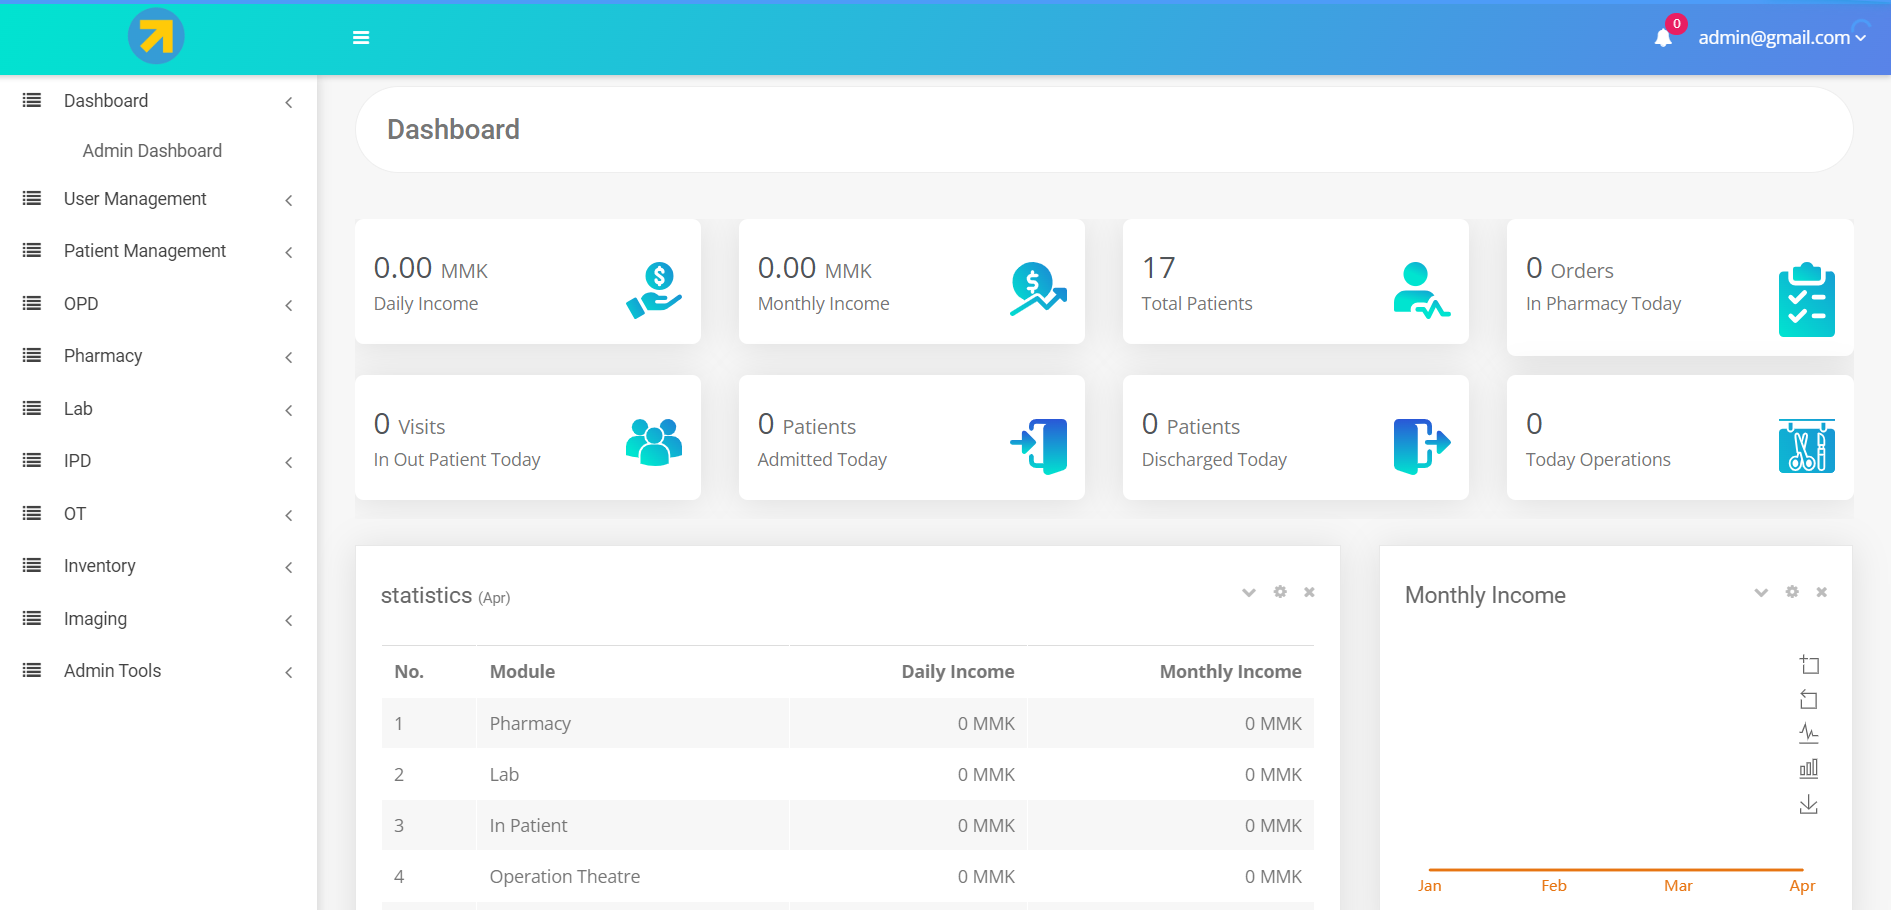 0
admin@gmail.com
Dashboard
Admin Dashboard
User Management
Patient Management
OPD
Pharmacy
Lab
IPD
OT
Inventory
Imaging
Admin Tools
Dashboard
0.00 MMK
Daily Income
0.00 MMK
Monthly Income
17
Total Patients
0 Orders
In Pharmacy Today
0 Visits
In Out Patient Today
0 Patients
Admitted Today
0 Patients
Discharged Today
0
Today Operations
statistics (Apr)
No. Module Daily Income Monthly Income
1 Pharmacy 0 MMK 0 MMK
2 Lab 0 MMK 0 MMK
3 In Patient 0 MMK 0 MMK
4 Operation Theatre 0 MMK 0 MMK
Monthly Income
Jan Feb Mar Apr